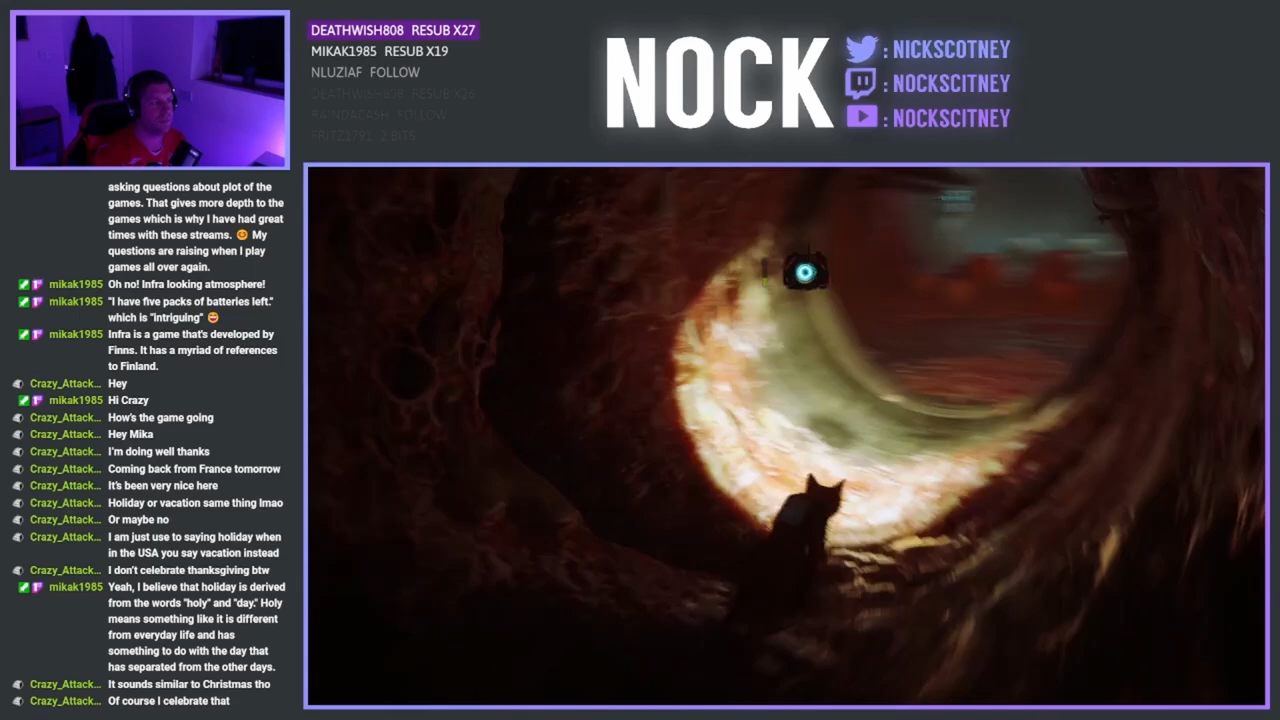 DEATHWISH808 RESUB X27
MIKAK1985 RESUB X19
NLUZIAF FOLLOW
DEATHWISH808 RESUB X26
RAINDACASH FOLLOW
FRITZ1791 2 BITS
NOCK
: NICKSCOTNEY
: NOCKSCITNEY
: NOCKSCITNEY
asking questions about plot of the
games. That gives more depth to the
games which is why I have had great
times with these streams. 😊 My
questions are raising when I play
games all over again.
mikak1985 Oh no! Infra looking atmosphere!
mikak1985 "I have five packs of batteries left."
which is "intriguing" 😄
mikak1985 Infra is a game that's developed by
Finns. It has a myriad of references
to Finland.
Crazy_Attack... Hey
mikak1985 Hi Crazy
Crazy_Attack... How's the game going
Crazy_Attack... Hey Mika
Crazy_Attack... I'm doing well thanks
Crazy_Attack... Coming back from France tomorrow
Crazy_Attack... It's been very nice here
Crazy_Attack... Holiday or vacation same thing lmao
Crazy_Attack... Or maybe no
Crazy_Attack... I am just use to saying holiday when
in the USA you say vacation instead
Crazy_Attack... I don't celebrate thanksgiving btw
mikak1985 Yeah, I believe that holiday is derived
from the words "holy" and "day." Holy
means something like it is different
from everyday life and has
something to do with the day that
has separated from the other days.
Crazy_Attack... It sounds similar to Christmas tho
Crazy_Attack... Of course I celebrate that